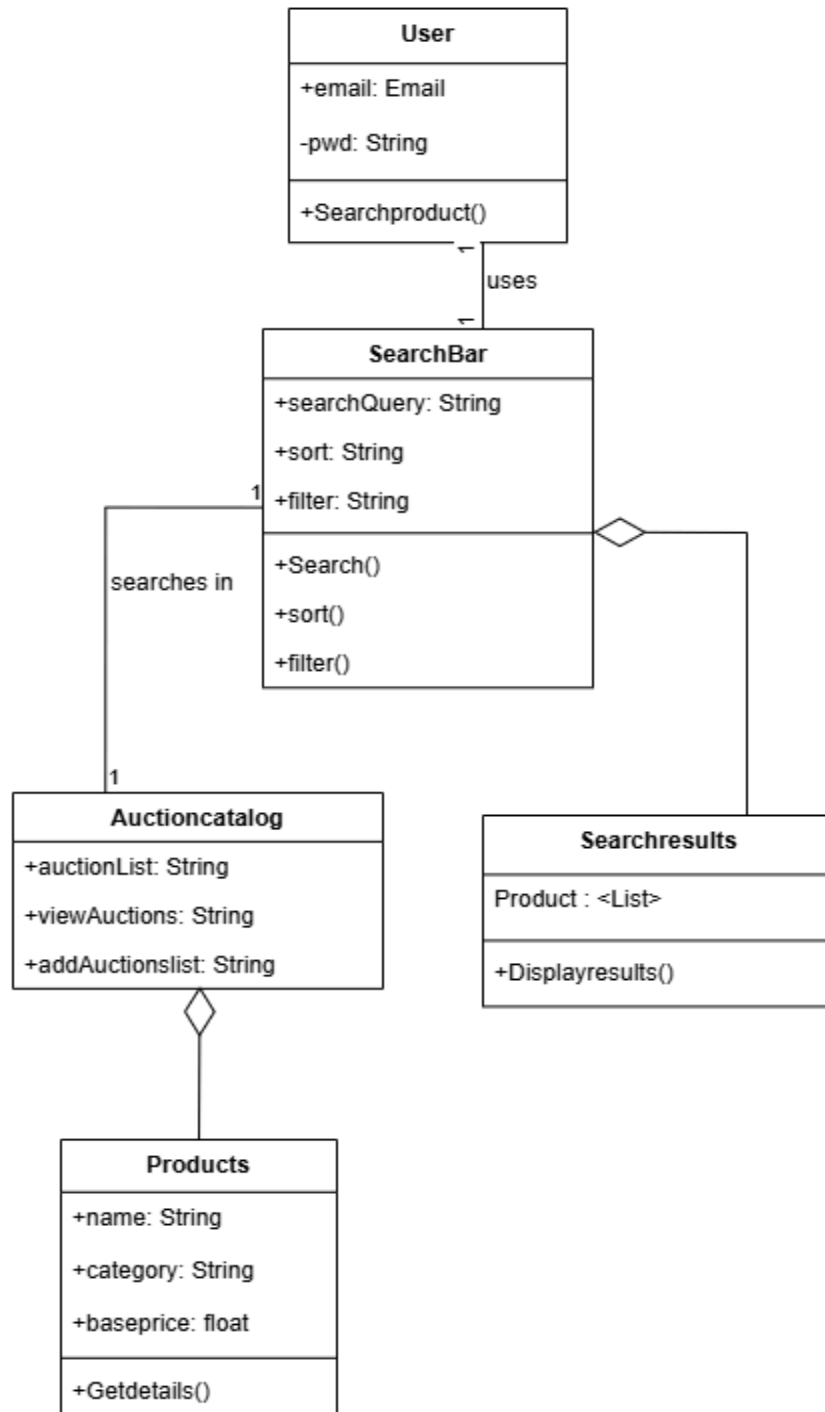 User
+email: Email
-pwd: String
+Searchproduct()
1
uses
1
SearchBar
+searchQuery: String
+sort: String
+filter: String
+Search()
+sort()
+filter()
1
searches in
1
Auctioncatalog
+auctionList: String
+viewAuctions: String
+addAuctionslist: String
Searchresults
Product : <List>
+Displayresults()
Products
+name: String
+category: String
+baseprice: float
+Getdetails()